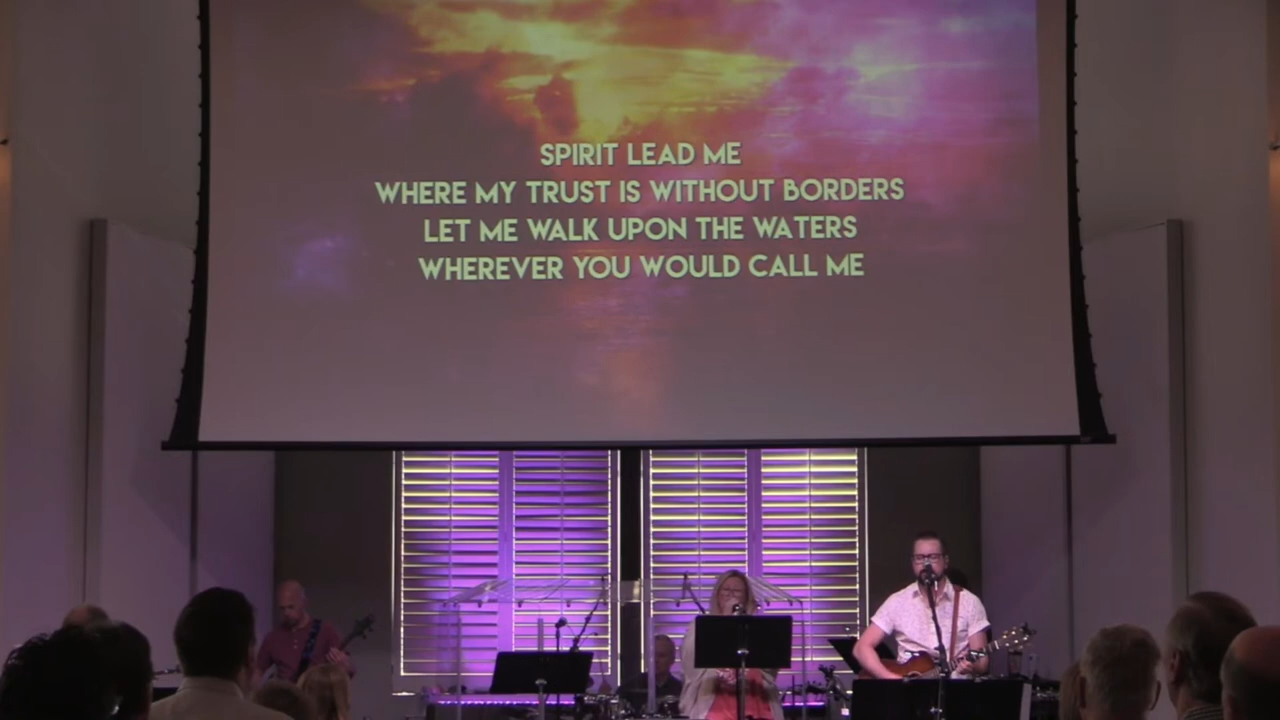 SPIRIT LEAD ME
WHERE MY TRUST IS WITHOUT BORDERS
LET ME WALK UPON THE WATERS
WHEREVER YOU WOULD CALL ME